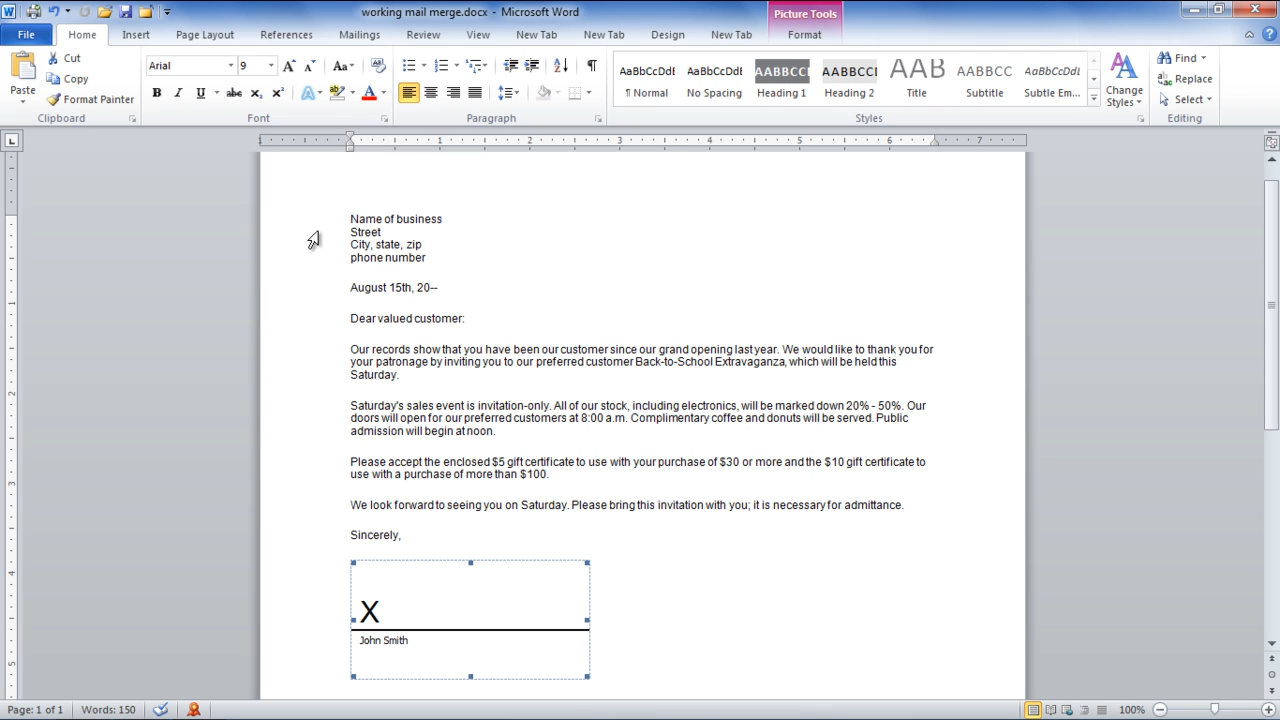 working mail merge.docx - Microsoft Word
Picture Tools
File Home Insert Page Layout References Mailings Review View New Tab New Tab Design New Tab Format
Cut
Copy
Format Painter
Paste
Clipboard
Arial 9
Font
Paragraph
AaBbCcDdI AaBbCcDdI AABBCCI AABBCCI AAB AABBCC AaBbCcDdI
¶ Normal No Spacing Heading 1 Heading 2 Title Subtitle Subtle Em...
Styles
Change
Styles
Find
Replace
Select
Editing
1 1 2 3 4 5 6 7
Name of business
Street
City, state, zip
phone number
August 15th, 20--
Dear valued customer:
Our records show that you have been our customer since our grand opening last year. We would like to thank you for
your patronage by inviting you to our preferred customer Back-to-School Extravaganza, which will be held this
Saturday.
Saturday's sales event is invitation-only. All of our stock, including electronics, will be marked down 20% - 50%. Our
doors will open for our preferred customers at 8:00 a.m. Complimentary coffee and donuts will be served. Public
admission will begin at noon.
Please accept the enclosed $5 gift certificate to use with your purchase of $30 or more and the $10 gift certificate to
use with a purchase of more than $100.
We look forward to seeing you on Saturday. Please bring this invitation with you; it is necessary for admittance.
Sincerely,
X
John Smith
Page: 1 of 1 Words: 150 100%